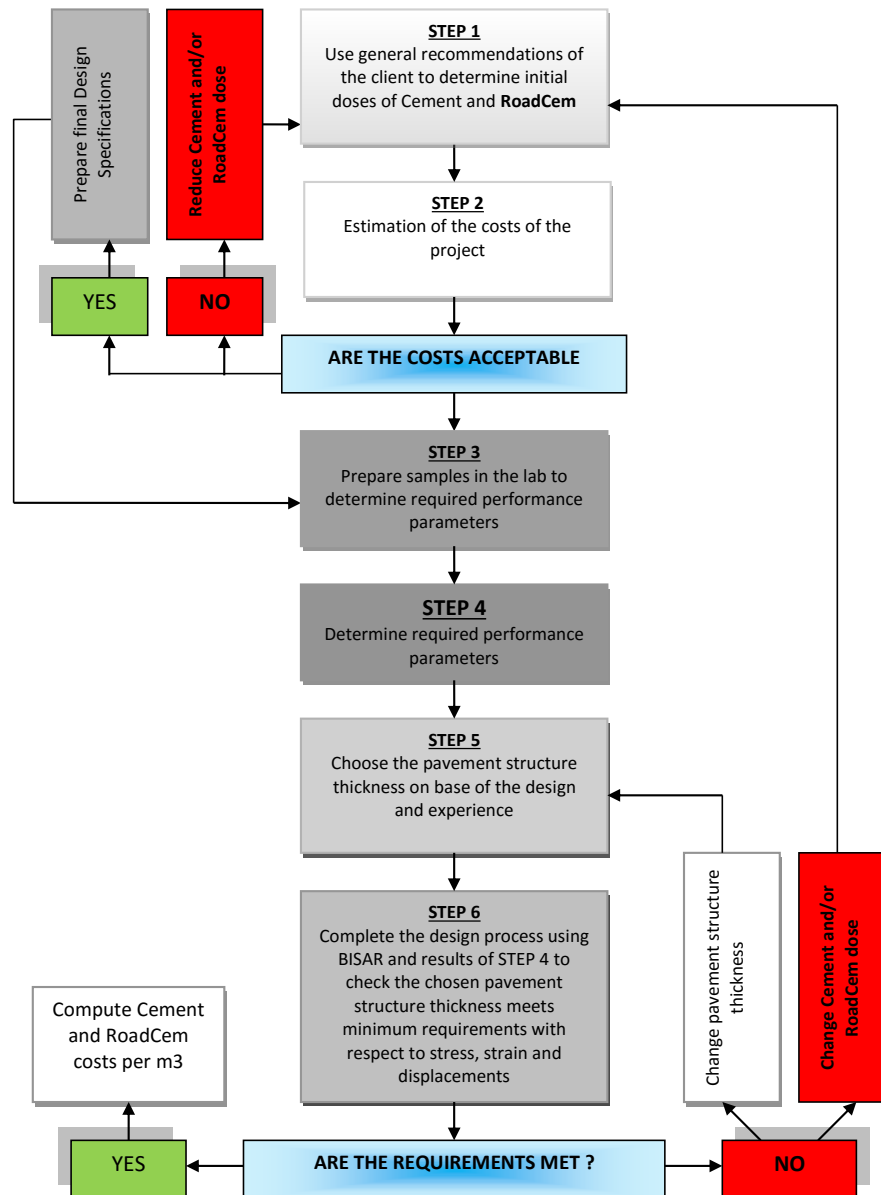 STEP 1
Use general recommendations of
the client to determine initial
doses of Cement and RoadCem
Prepare final Design
Specifications
Reduce Cement and/or
RoadCem dose
STEP 2
Estimation of the costs of the
project
YES
NO
ARE THE COSTS ACCEPTABLE
STEP 3
Prepare samples in the lab to
determine required performance
parameters
STEP 4
Determine required performance
parameters
STEP 5
Choose the pavement structure
thickness on base of the design
and experience
STEP 6
Complete the design process using
BISAR and results of STEP 4 to
check the chosen pavement
structure thickness meets
minimum requirements with
respect to stress, strain and
displacements
Change pavement structure
thickness
Change Cement and/or
RoadCem dose
Compute Cement
and RoadCem
costs per m3
YES
ARE THE REQUIREMENTS MET ?
NO